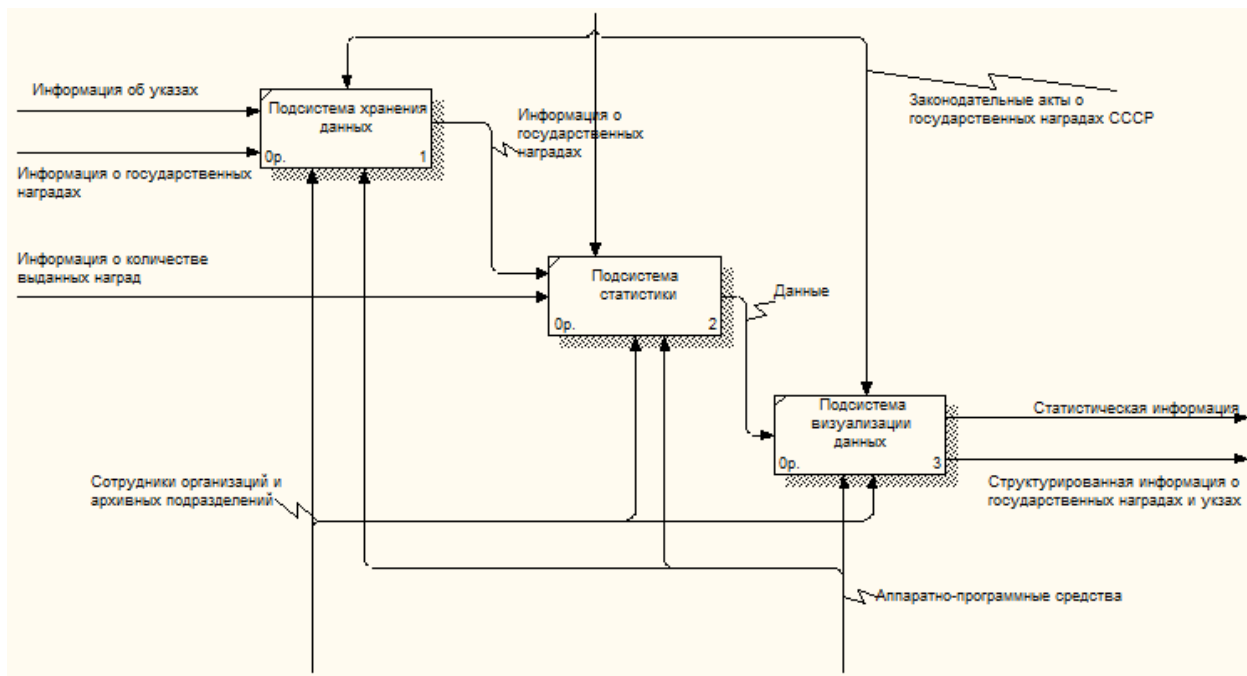 Информация об указах
Подсистема хранения
данных
0р.
1
Информация о государственных
наградах
Информация о
государственных
наградах
Законодательные акты о
государственных наградах СССР
Информация о количестве
выданных наград
Подсистема
статистики
0р.
2
Данные
Подсистема
визуализации
данных
0р.
3
Статистическая информация
Структурированная информация о
государственных наградах и укзах
Сотрудники организаций и
архивных подразделений
Аппаратно-программные средства